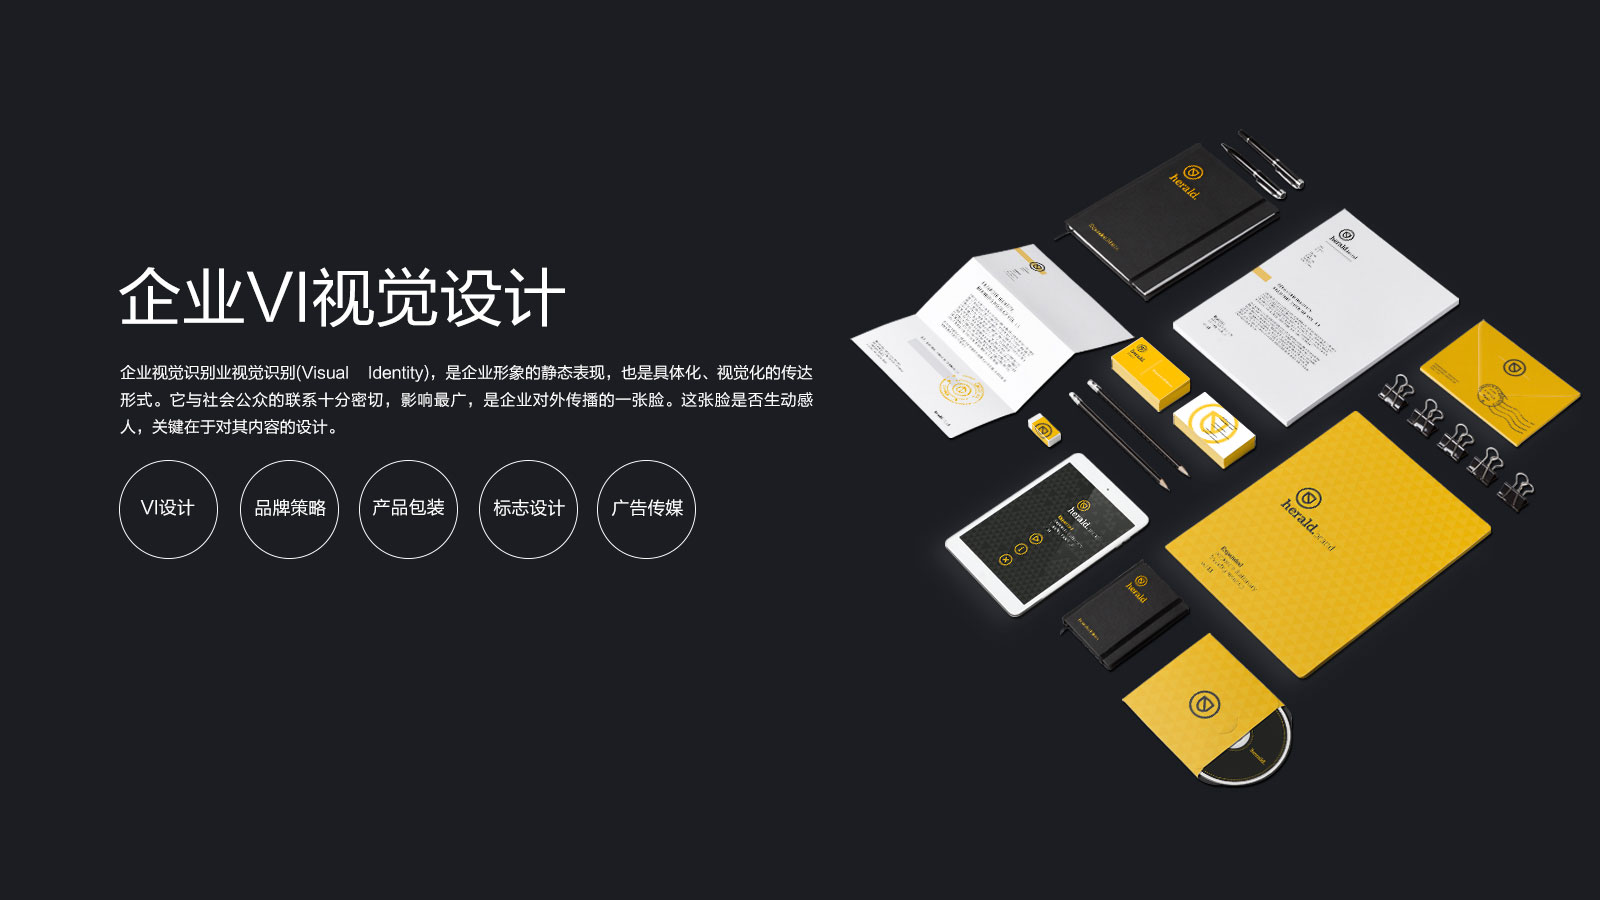 企业VI视觉设计
企业视觉识别业视觉识别(Visual Identity)，是企业形象的静态表现，也是具体化、视觉化的传达
形式。它与社会公众的联系十分密切，影响最广，是企业对外传播的一张脸。这张脸是否生动感
人，关键在于对其内容的设计。
VI设计
品牌策略
产品包装
标志设计
广告传媒
herald.
herald.
herald.brand
herald